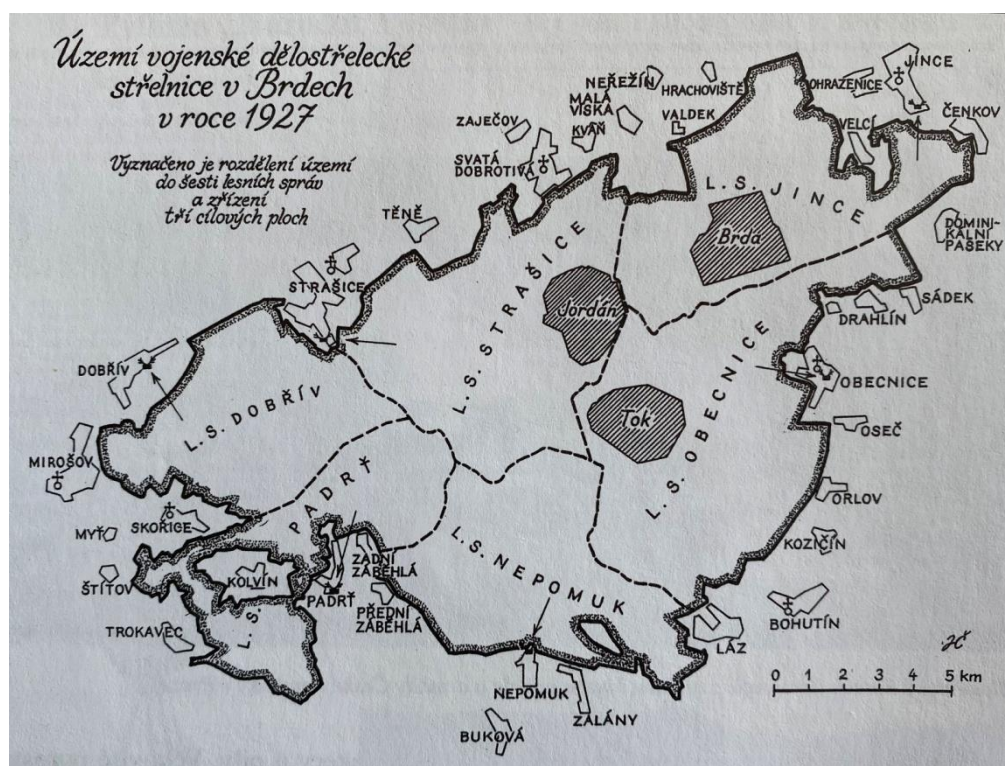 Území vojenské dělostřelecké
střelnice v Brdech
v roce 1927
Vyznačeno je rozdělení území
do šesti lesních správ
a zřízení
tří cílových ploch
JINCE
OHRAZENICE
NEŘEŽÍN
HRACHOVIŠTĚ
MALÁ
VÍSKA
ZAJEČOV
KVÁŇ
VALDEK
VELCÍ
ČENKOV
SVATÁ
DOBROTIVÁ
L. S. JINCE
TĚNĚ
Brda
DOMINI-
KÁLNÍ
PASEKY
STRAŠICE
L. S. STRAŠICE
Jordán
SÁDEK
DRAHLÍN
DOBŘÍV
L. S. DOBŘÍV
L. S. OBECNICE
OBECNICE
Tok
OSEČ
MIROŠOV
ORLOV
SKOŘICE
L. S. PADRŤ
MYŤ
KOZIČÍN
L. S. NEPOMUK
ZADNÍ
ZÁBĚHLÁ
KOLVÍN
ŠTÍTOV
PADRŤ
PŘEDNÍ
ZÁBĚHLÁ
BOHUTÍN
TROKAVEC
LÁZ
NEPOMUK
ZALÁNY
BUKOVÁ
0 1 2 3 4 5 km